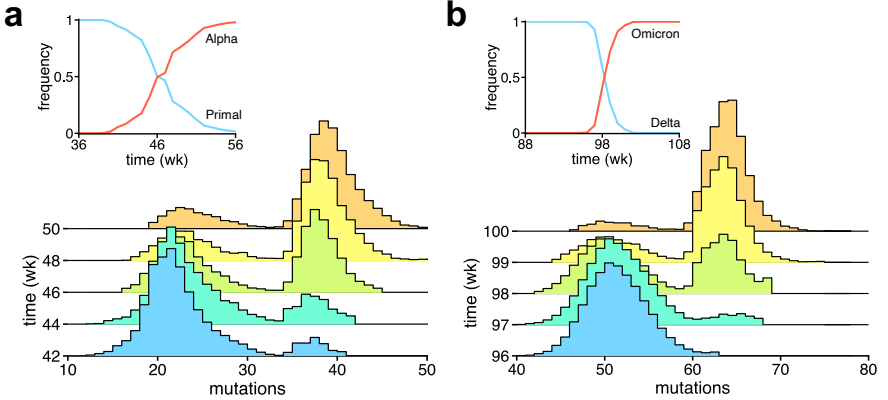 a
1
0.5
0
frequency
Alpha
Primal
36
46
56
time (wk)
50
48
46
44
42
time (wk)
10
20
30
40
50
mutations
b
1
0.5
0
frequency
Omicron
Delta
88
98
108
time (wk)
100
99
98
97
96
time (wk)
40
50
60
70
80
mutations